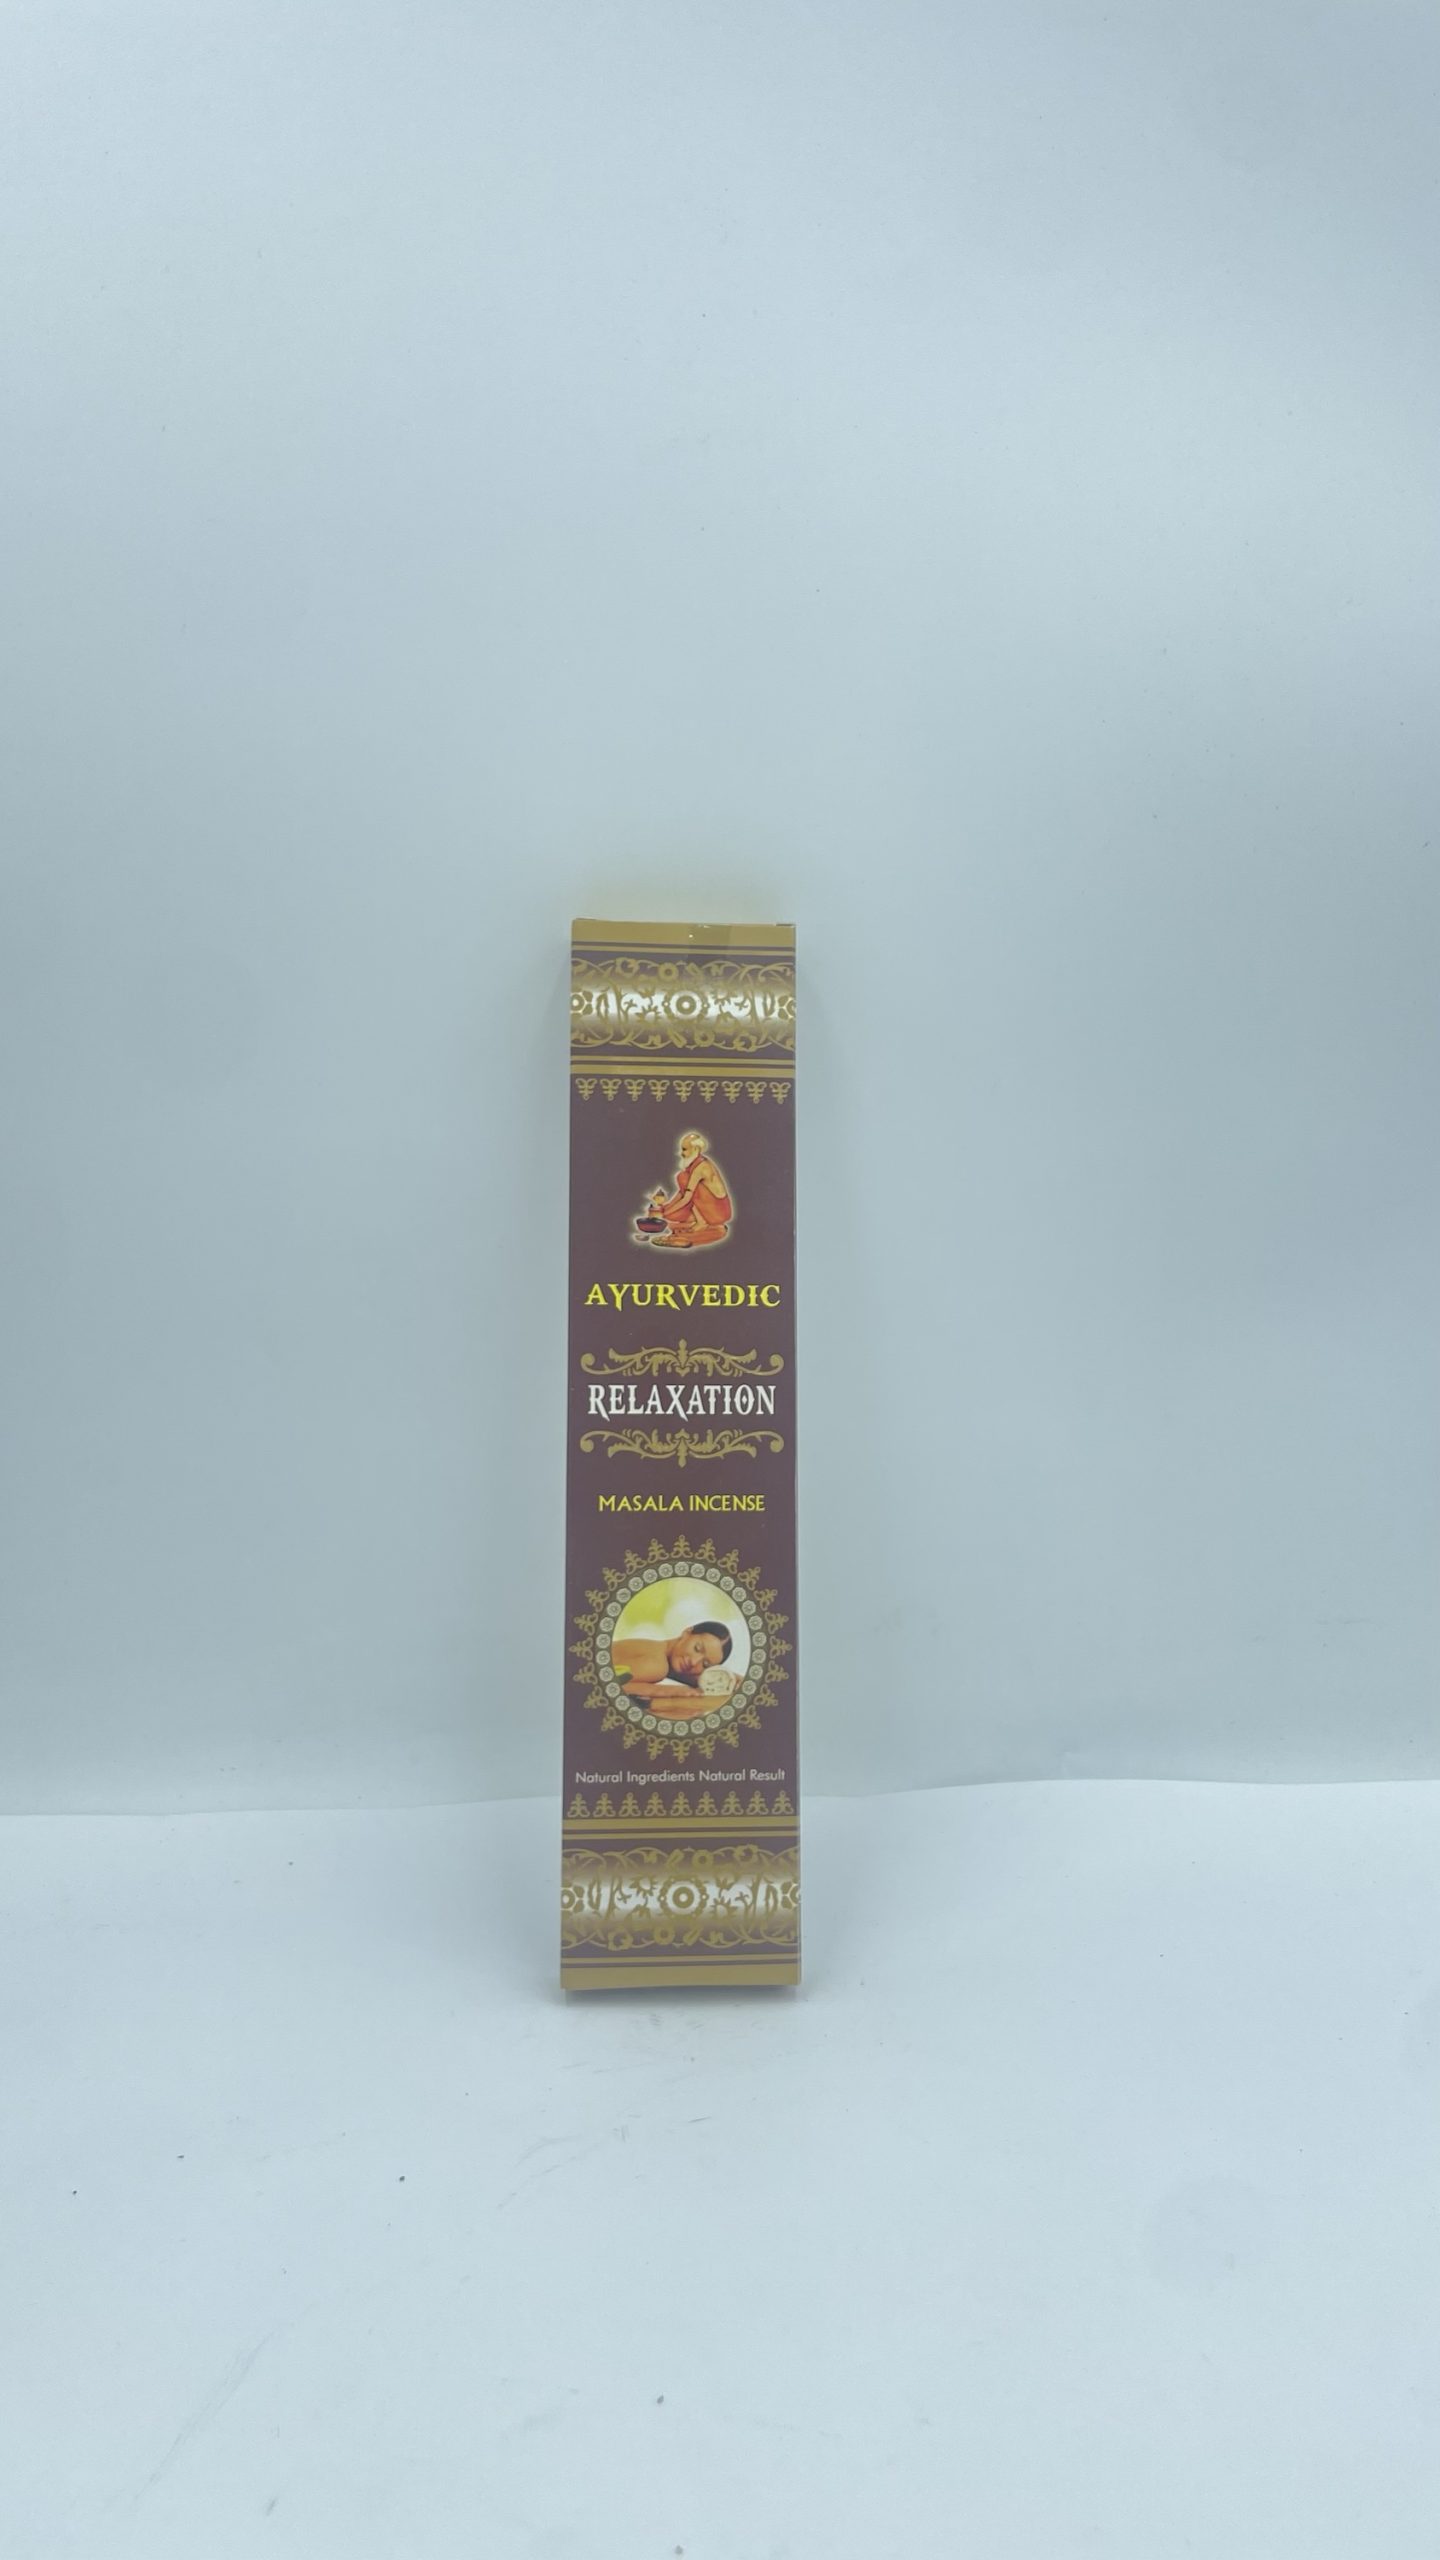 AYURVEDIC
RELAXATION
MASALA INCENSE
Natural Ingredients Natural Result